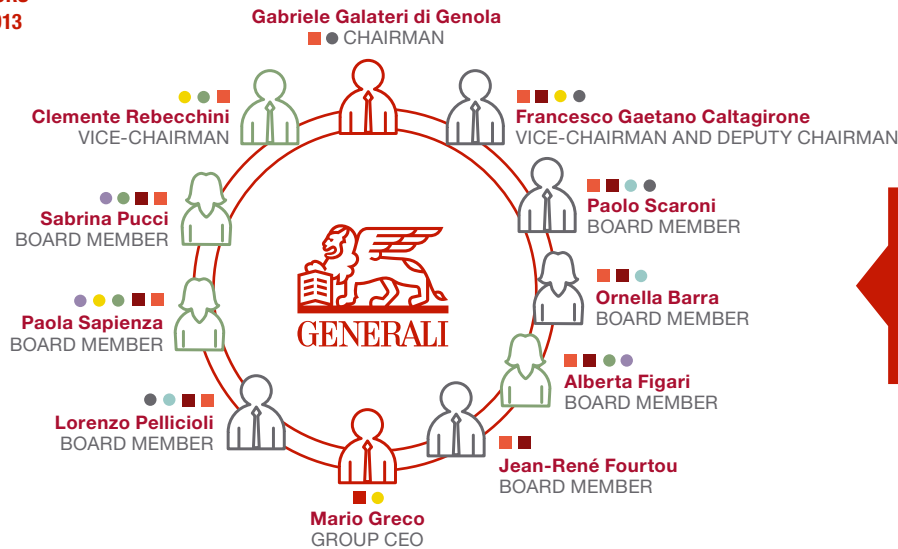 013
Gabriele Galateri di Genola
CHAIRMAN
Clemente Rebecchini
VICE-CHAIRMAN
Francesco Gaetano Caltagirone
VICE-CHAIRMAN AND DEPUTY CHAIRMAN
Sabrina Pucci
BOARD MEMBER
Paolo Scaroni
BOARD MEMBER
GENERALI
Ornella Barra
BOARD MEMBER
Paola Sapienza
BOARD MEMBER
Alberta Figari
BOARD MEMBER
Lorenzo Pellicioli
BOARD MEMBER
Jean-René Fourtou
BOARD MEMBER
Mario Greco
GROUP CEO